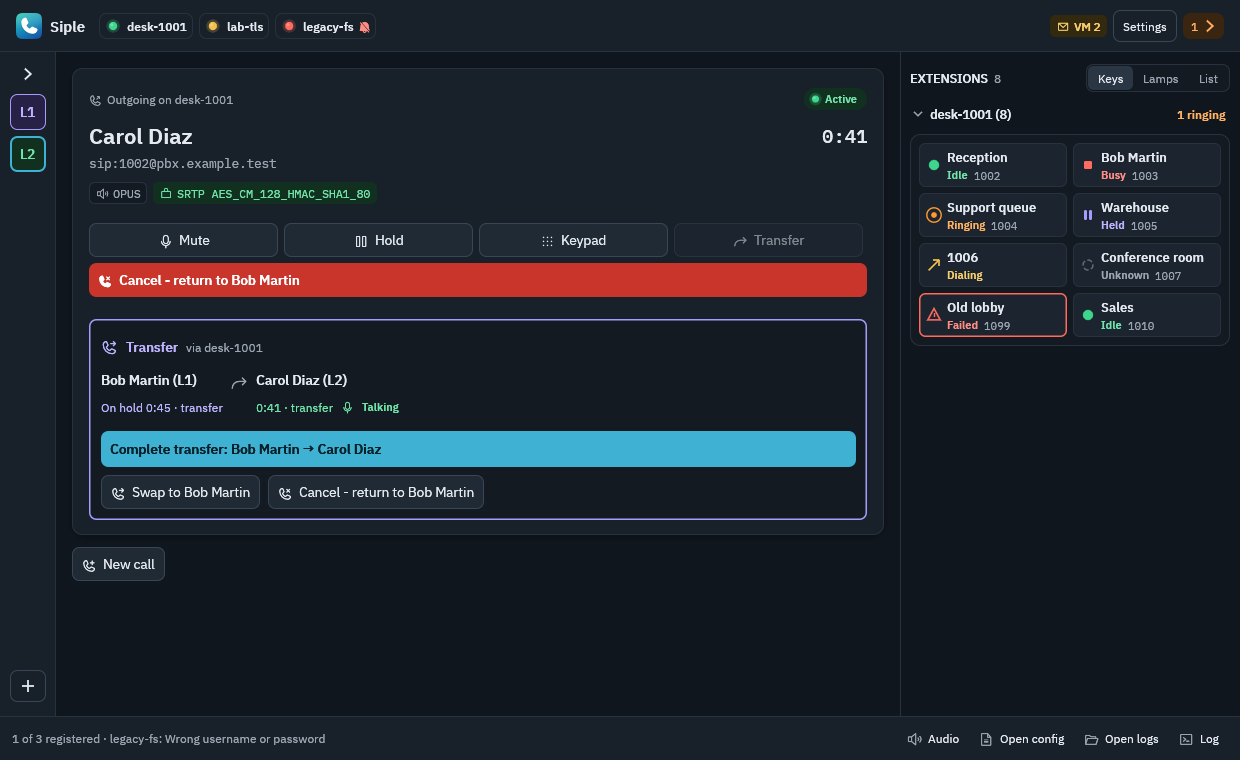 Siple
desk-1001
lab-tls
legacy-fs
VM 2
Settings
1
L1
L2
Outgoing on desk-1001
Active
Carol Diaz
0:41
sip:1002@pbx.example.test
OPUS
SRTP AES_CM_128_HMAC_SHA1_80
Mute
Hold
Keypad
Transfer
Cancel - return to Bob Martin
Transfer via desk-1001
Bob Martin (L1)
Carol Diaz (L2)
On hold 0:45 · transfer
0:41 · transfer
Talking
Complete transfer: Bob Martin → Carol Diaz
Swap to Bob Martin
Cancel - return to Bob Martin
New call
EXTENSIONS 8
Keys
Lamps
List
desk-1001 (8)
1 ringing
Reception
Idle 1002
Bob Martin
Busy 1003
Support queue
Ringing 1004
Warehouse
Held 1005
1006
Dialing
Conference room
Unknown 1007
Old lobby
Failed 1099
Sales
Idle 1010
1 of 3 registered · legacy-fs: Wrong username or password
Audio
Open config
Open logs
Log